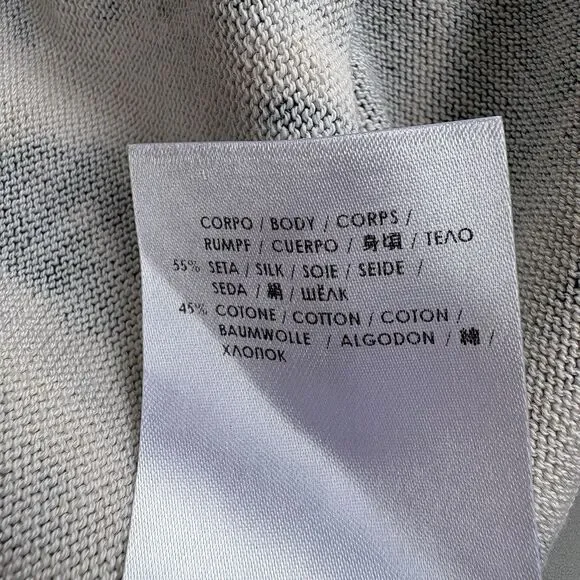 CORPO / BODY / CORPS /
RUMPF / CUERPO / 身頃 / ТЕЛО
55% SETA / SILK / SOIE / SEIDE /
SEDA / 絹 / ШЁЛК
45% COTONE / COTTON / COTON /
BAUMWOLLE / ALGODON / 綿 /
ХЛОПОК